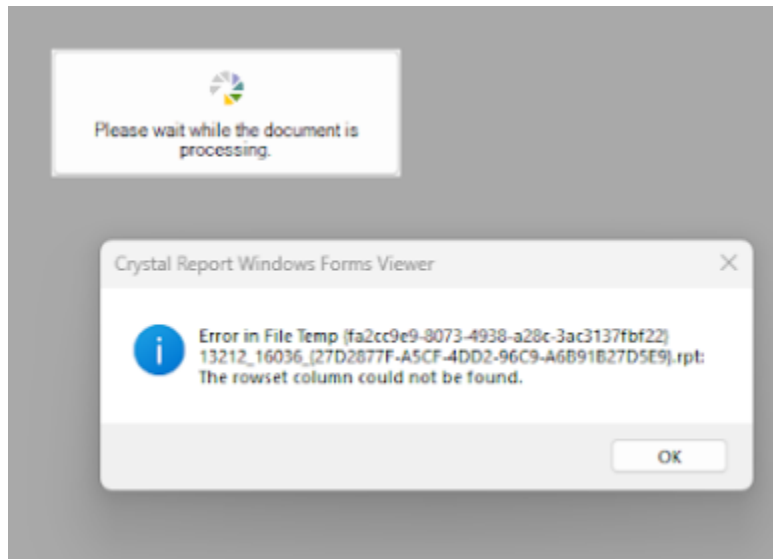 Please wait while the document is
processing.
Crystal Report Windows Forms Viewer
Error in File Temp {fa2cc9e9-8073-4938-a28c-3ac3137fbf22}
13212_16036_{27D2877F-A5CF-4DD2-96C9-A6B91B27D5E9}.rpt:
The rowset column could not be found.
OK